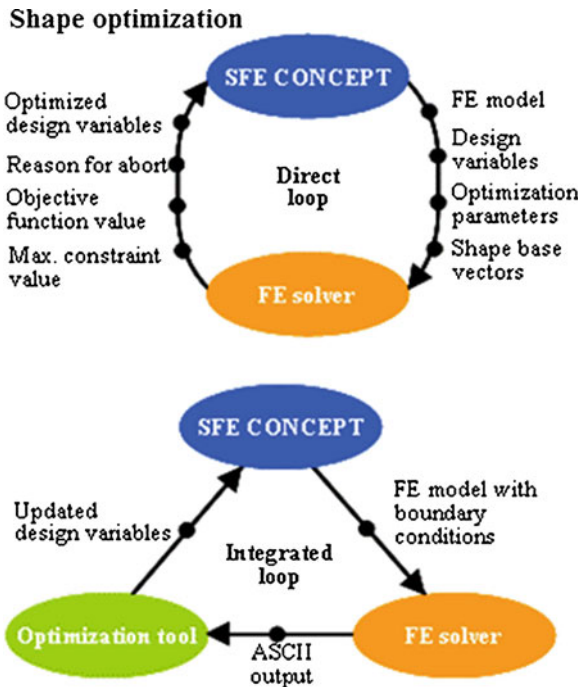 Shape optimization
SFE CONCEPT
Optimized
design variables
Reason for abort
Objective
function value
Max. constraint
value
Direct
loop
FE model
Design
variables
Optimization
parameters
Shape base
vectors
FE solver
SFE CONCEPT
Updated
design variables
Integrated
loop
FE model with
boundary
conditions
Optimization tool
ASCII
output
FE solver